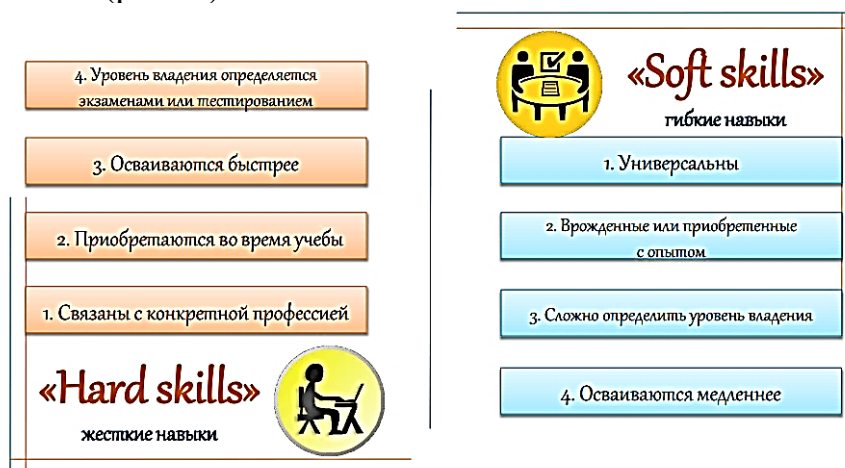 4. Уровень владения определяется
экзаменами или тестированием
3. Осваиваются быстрее
2. Приобретаются во время учебы
1. Связаны с конкретной профессией
«Hard skills»
жесткие навыки
«Soft skills»
гибкие навыки
1. Универсальны
2. Врожденные или приобретенные
с опытом
3. Сложно определить уровень владения
4. Осваиваются медленнее